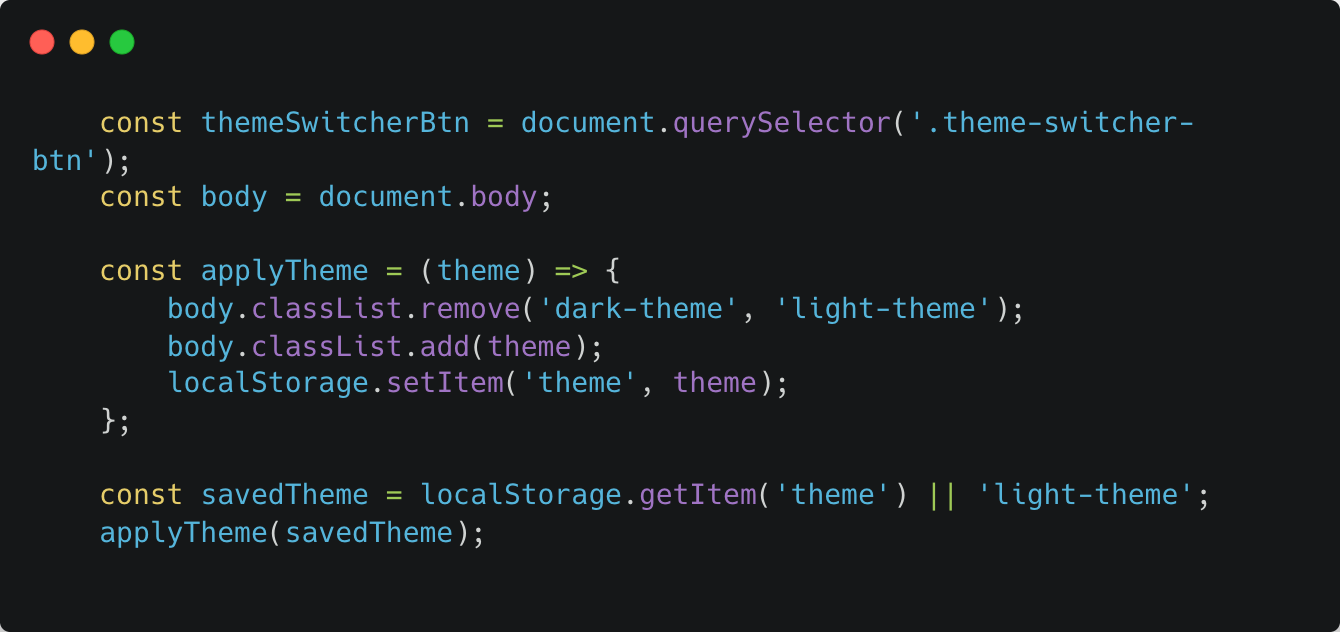 const themeSwitcherBtn = document.querySelector('.theme-switcher-
btn');
const body = document.body;
const applyTheme = (theme) => {
body.classList.remove('dark-theme', 'light-theme');
body.classList.add(theme);
localStorage.setItem('theme', theme);
};
const savedTheme = localStorage.getItem('theme') || 'light-theme';
applyTheme(savedTheme);